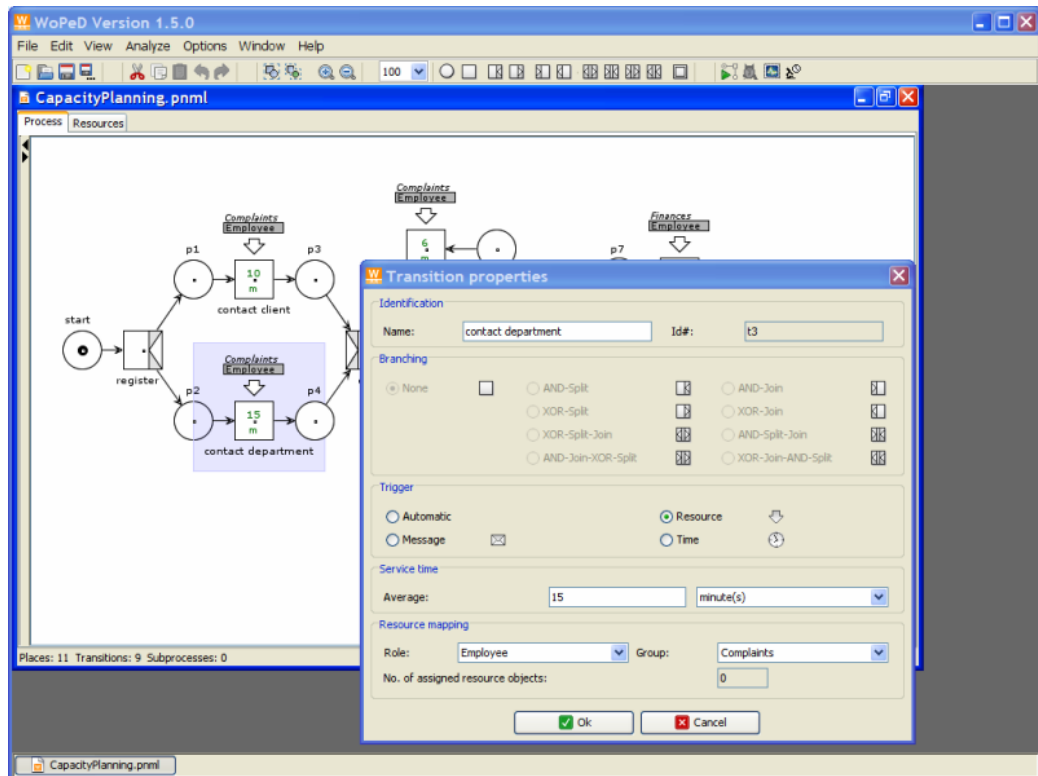 WoPeD Version 1.5.0
File Edit View Analyze Options Window Help
100
CapacityPlanning.pnml
Process Resources
Complaints
Employee
6
Complaints
Employee
Finances
Employee
p1
10
m
p3
p7
contact client
start
register
Complaints
Employee
p2
15
m
p4
contact department
Places: 11 Transitions: 9 Subprocesses: 0
Transition properties
Identification
Name: contact department Id#: t3
Branching
None AND-Split AND-Join
XOR-Split XOR-Join
XOR-Split-Join AND-Split-Join
AND-Join-XOR-Split XOR-Join-AND-Split
Trigger
Automatic Resource
Message Time
Service time
Average: 15 minute(s)
Resource mapping
Role: Employee Group: Complaints
No. of assigned resource objects: 0
Ok Cancel
CapacityPlanning.pnml